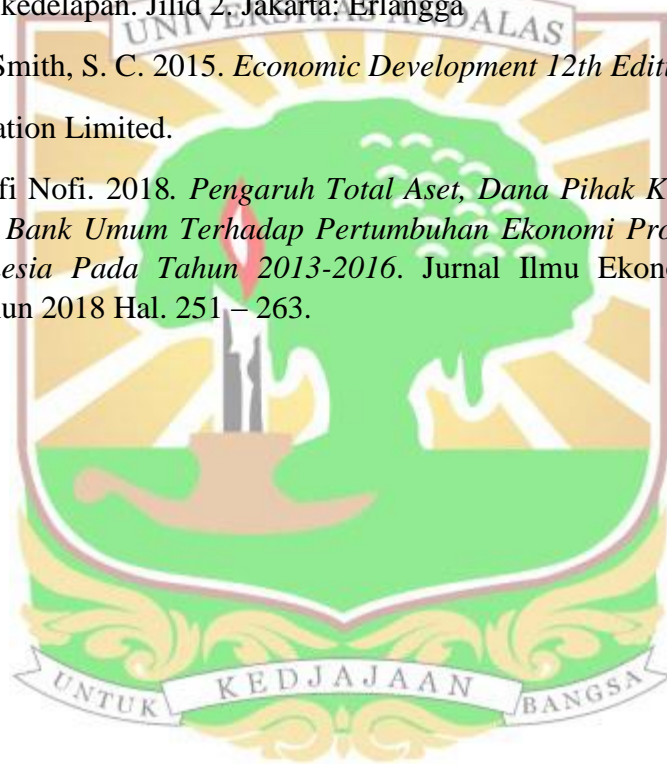 kedelapan. Jilid 2. Jakarta: Erlangga
UNIVERSITAS ANDALAS
Smith, S. C. 2015. Economic Development 12th Editi
ation Limited.
fi Nofi. 2018. Pengaruh Total Aset, Dana Pihak K
Bank Umum Terhadap Pertumbuhan Ekonomi Pro
esia Pada Tahun 2013-2016. Jurnal Ilmu Ekon
un 2018 Hal. 251 – 263.
UNTUK KEDJAJAAN BANGSA